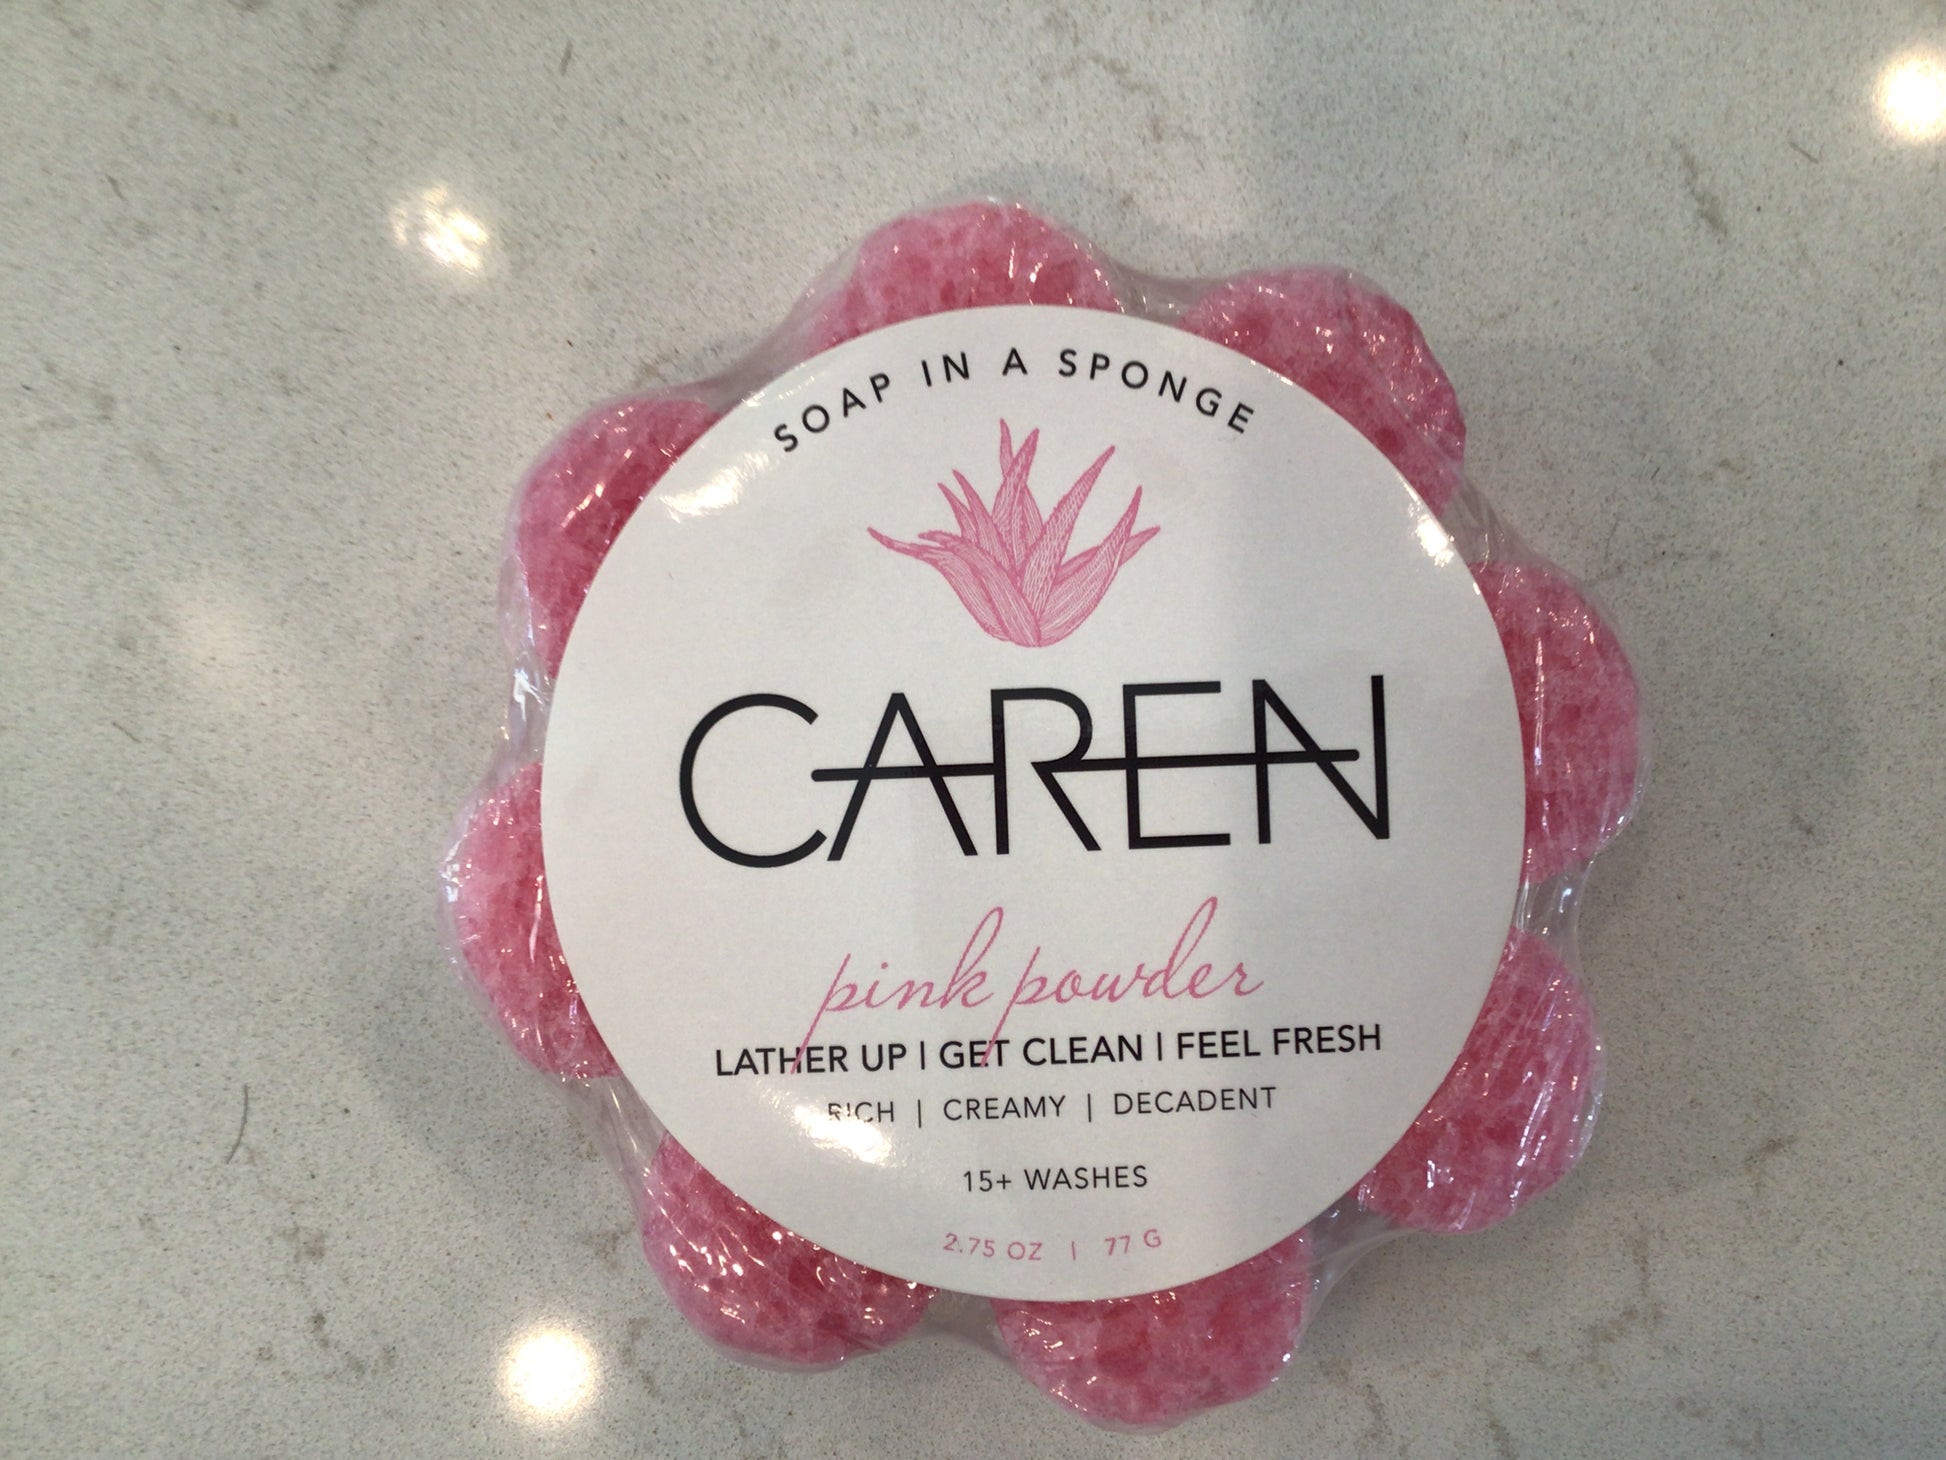 SOAP IN A SPONGE
CAREN
pink powder
LATHER UP | GET CLEAN | FEEL FRESH
RICH | CREAMY | DECADENT
15+ WASHES
2.75 OZ | 77 G